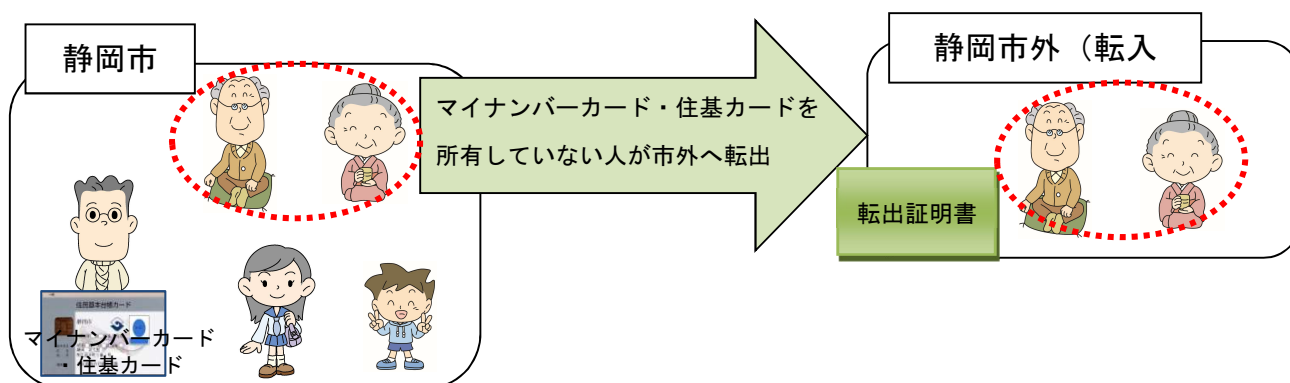 静岡市
マイナンバーカード・住基カードを
所有していない人が市外へ転出
静岡市外（転入
転出証明書
住民基本台帳カード
マイナンバーカード
住基カード